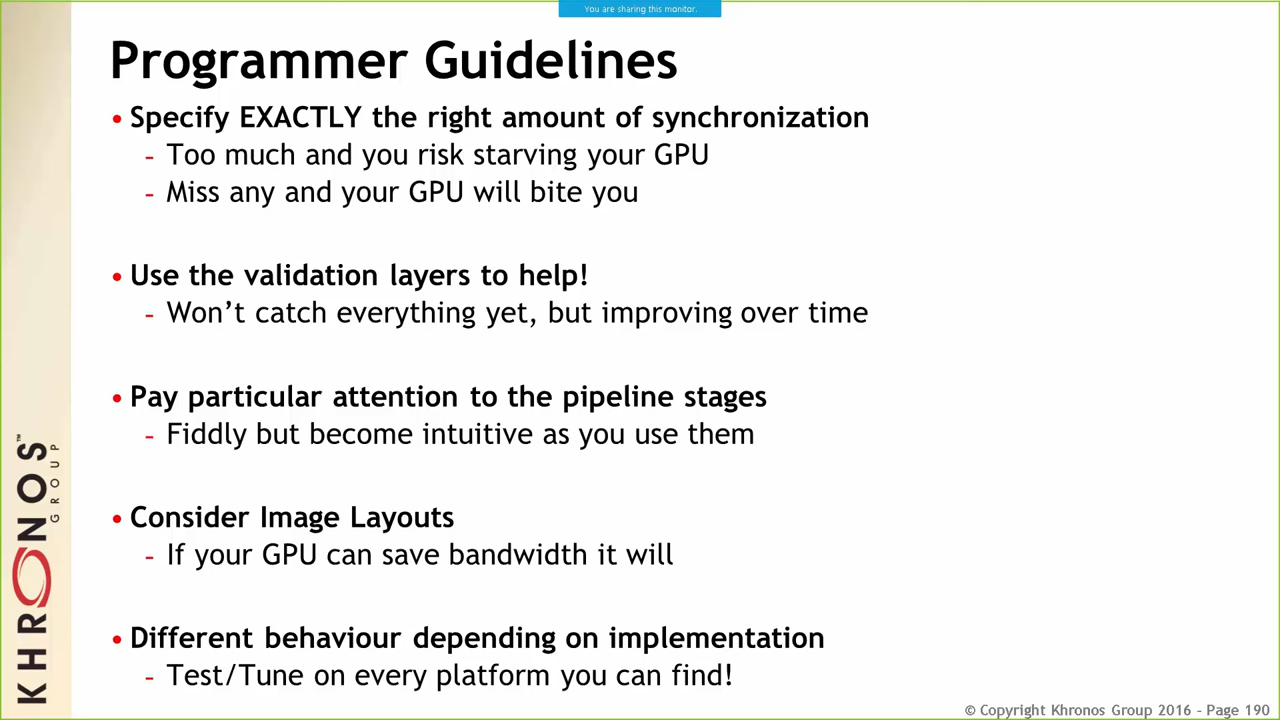 You are sharing this monitor.
Programmer Guidelines
• Specify EXACTLY the right amount of synchronization
- Too much and you risk starving your GPU
- Miss any and your GPU will bite you
• Use the validation layers to help!
- Won’t catch everything yet, but improving over time
• Pay particular attention to the pipeline stages
- Fiddly but become intuitive as you use them
• Consider Image Layouts
- If your GPU can save bandwidth it will
• Different behaviour depending on implementation
- Test/Tune on every platform you can find!
KHRONOS™
GROUP
© Copyright Khronos Group 2016 - Page 190